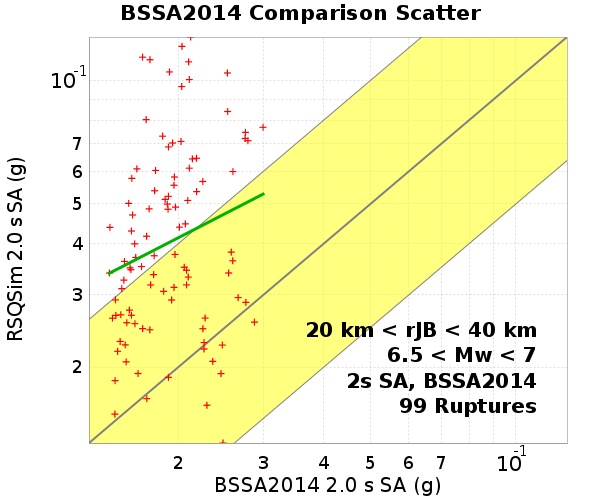 BSSA2014 Comparison Scatter
RSQSim 2.0 s SA (g)
10-1
7
6
5
4
3
2
20 km < rJB < 40 km
6.5 < Mw < 7
2s SA, BSSA2014
99 Ruptures
2 3 4 5 6 7 10-1
BSSA2014 2.0 s SA (g)